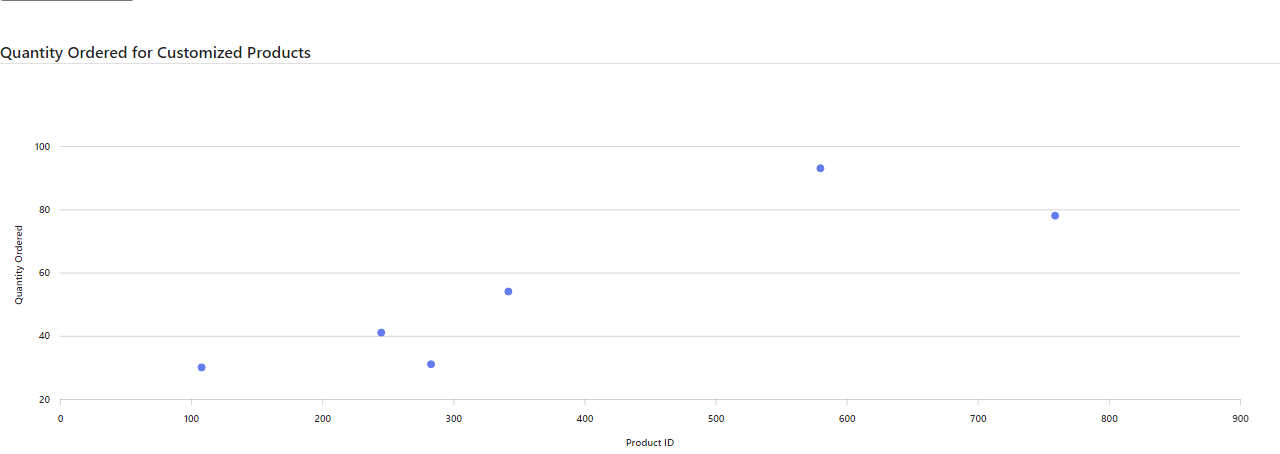 Quantity Ordered for Customized Products
100
80
60
40
20
Quantity Ordered
0 100 200 300 400 500 600 700 800 900
Product ID